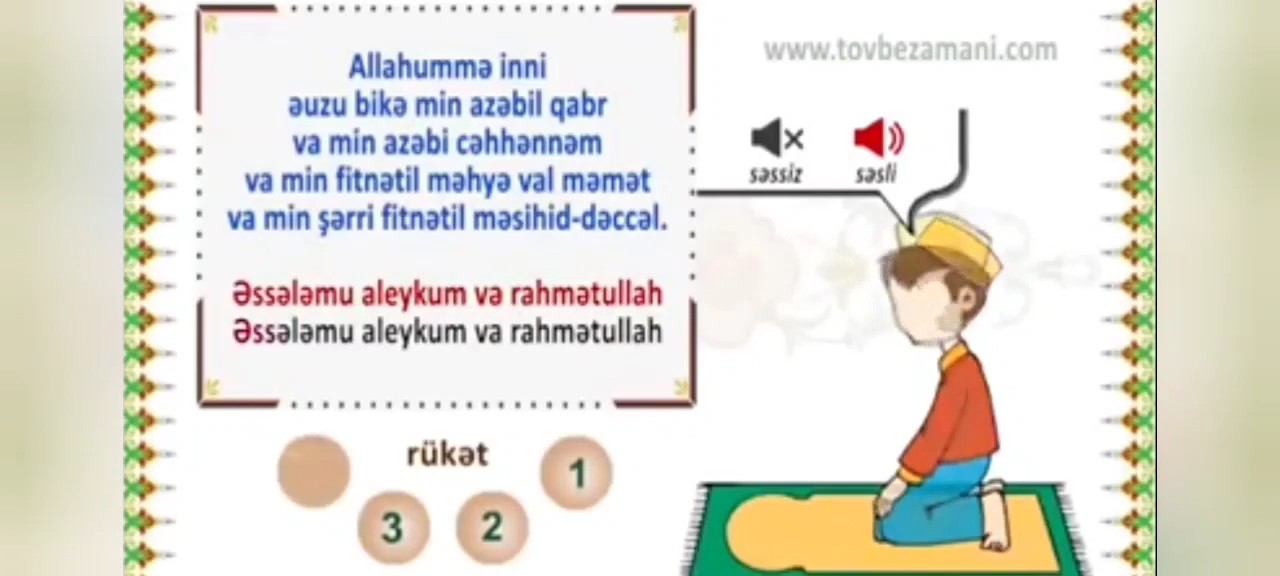 www.tovbezamani.com
Allahummə inni
əuzu bikə min azəbil qabr
va min azəbi cəhhənnəm
va min fitnətil məhyə val məmət
va min şərri fitnətil məsihid-dəccəl.
Əssələmu aleykum va rahmətullah
Əssələmu aleykum va rahmətullah
səssiz səsli
rükət
1
2
3